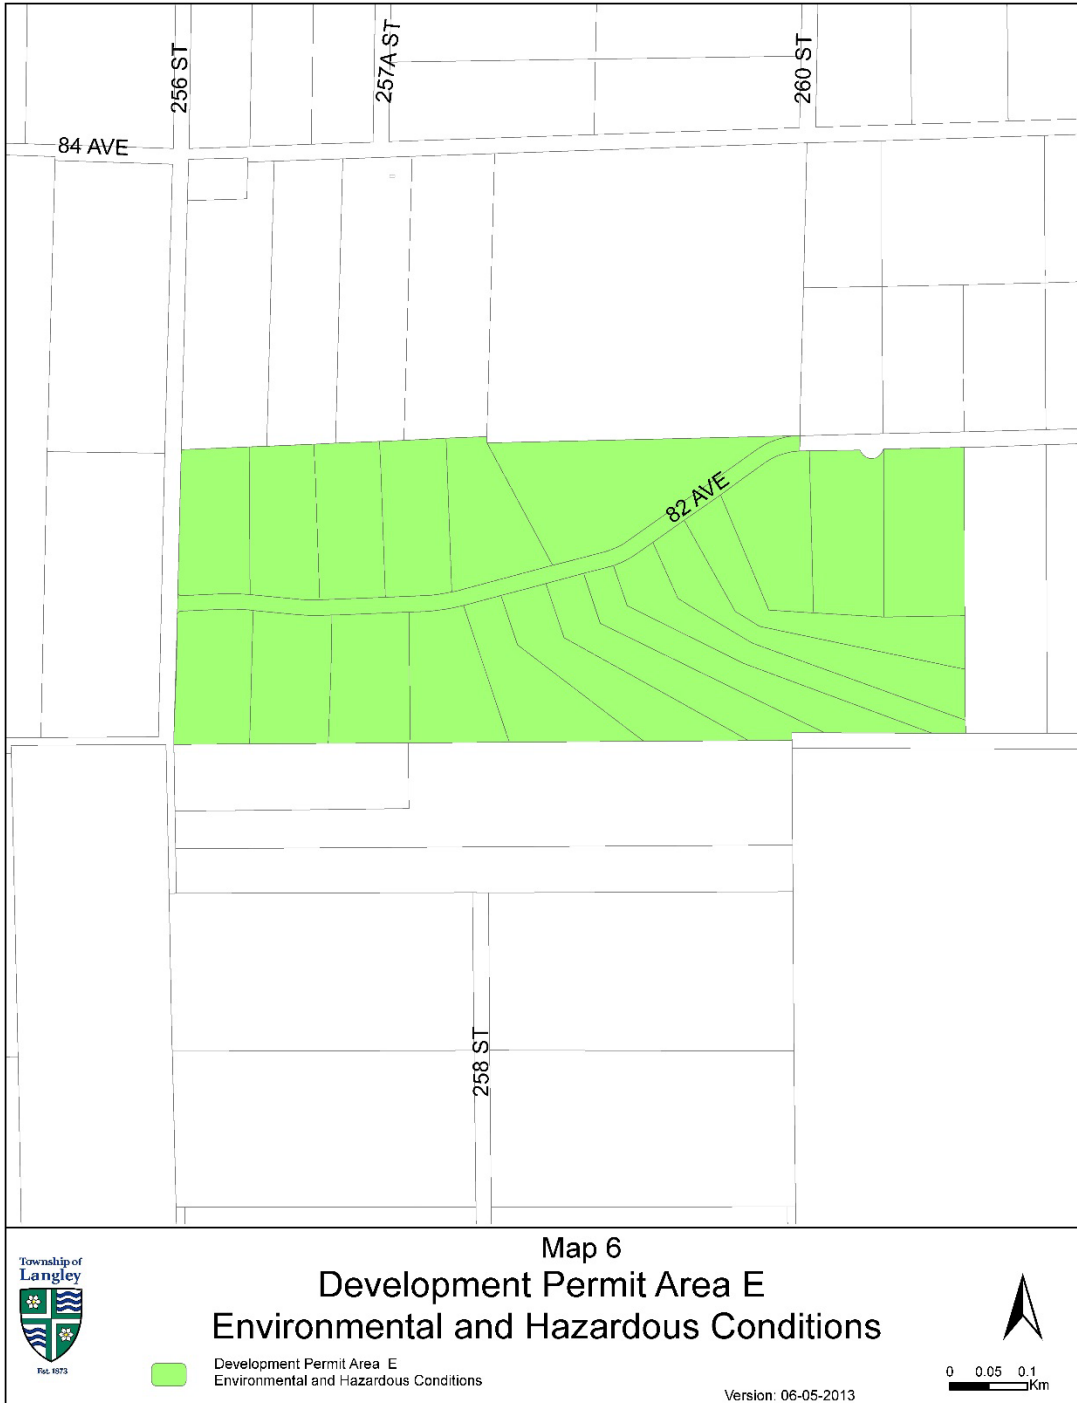 256 ST
257A ST
260 ST
84 AVE
82 AVE
258 ST
Map 6
Development Permit Area E
Environmental and Hazardous Conditions
Township of
Langley
Est. 1873
Development Permit Area E
Environmental and Hazardous Conditions
0 0.05 0.1
Km
Version: 06-05-2013